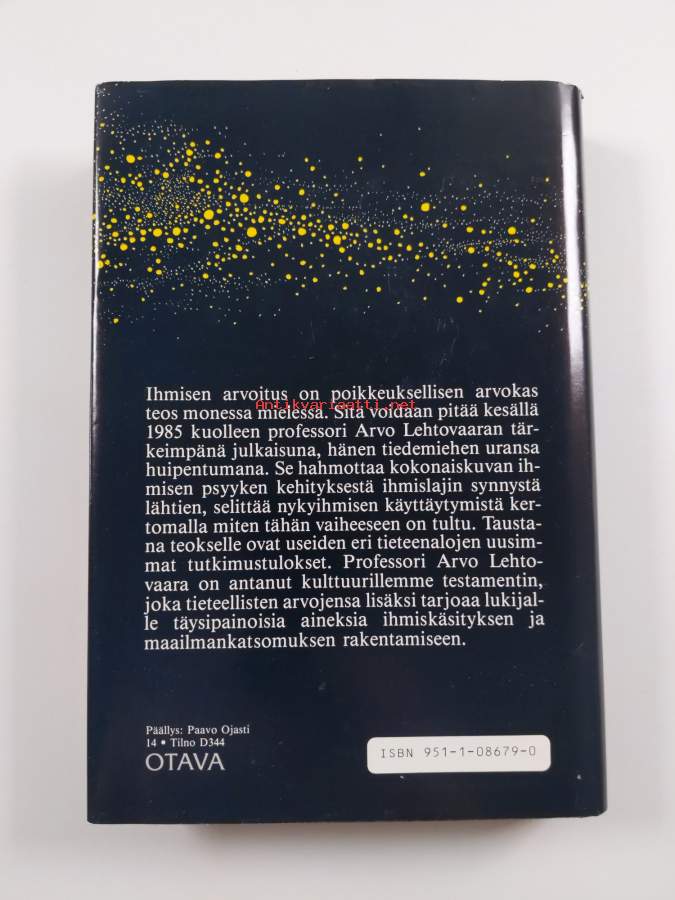 Ihmisen arvoitus on poikkeuksellisen arvokas
teos monessa mielessä. Sitä voidaan pitää kesällä
Antikvariaatti.net
1985 kuolleen professori Arvo Lehtovaaran tär-
keimpänä julkaisuna, hänen tiedemiehen uransa
huipentumana. Se hahmottaa kokonaiskuvan ih-
misen psyyken kehityksestä ihmislajin synnystä
lähtien, selittää nykyihmisen käyttäytymistä ker-
tomalla miten tähän vaiheeseen on tultu. Tausta-
na teokselle ovat useiden eri tieteenalojen uusim-
mat tutkimustulokset. Professori Arvo Lehto-
vaara on antanut kulttuurillemme testamentin,
joka tieteellisten arvojensa lisäksi tarjoaa lukijal-
le täysipainoisia aineksia ihmiskäsityksen ja
maailmankatsomuksen rakentamiseen.
Päällys: Paavo Ojasti
14 • Tilno D344
OTAVA
ISBN 951-1-08679-0